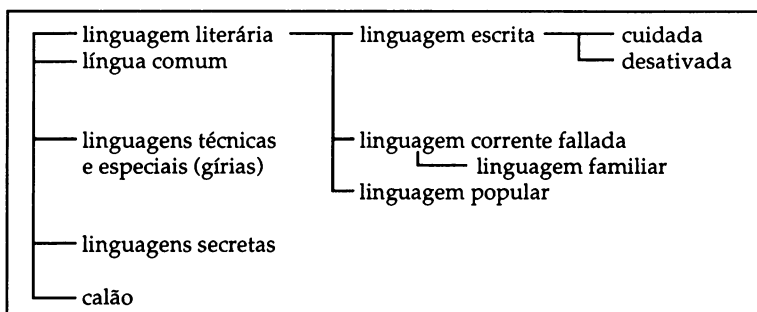 linguagem literária linguagem escrita cuidada
língua comum desativada
linguagens técnicas linguagem corrente fallada
e especiais (gírias) linguagem familiar
linguagem popular
linguagens secretas
calão